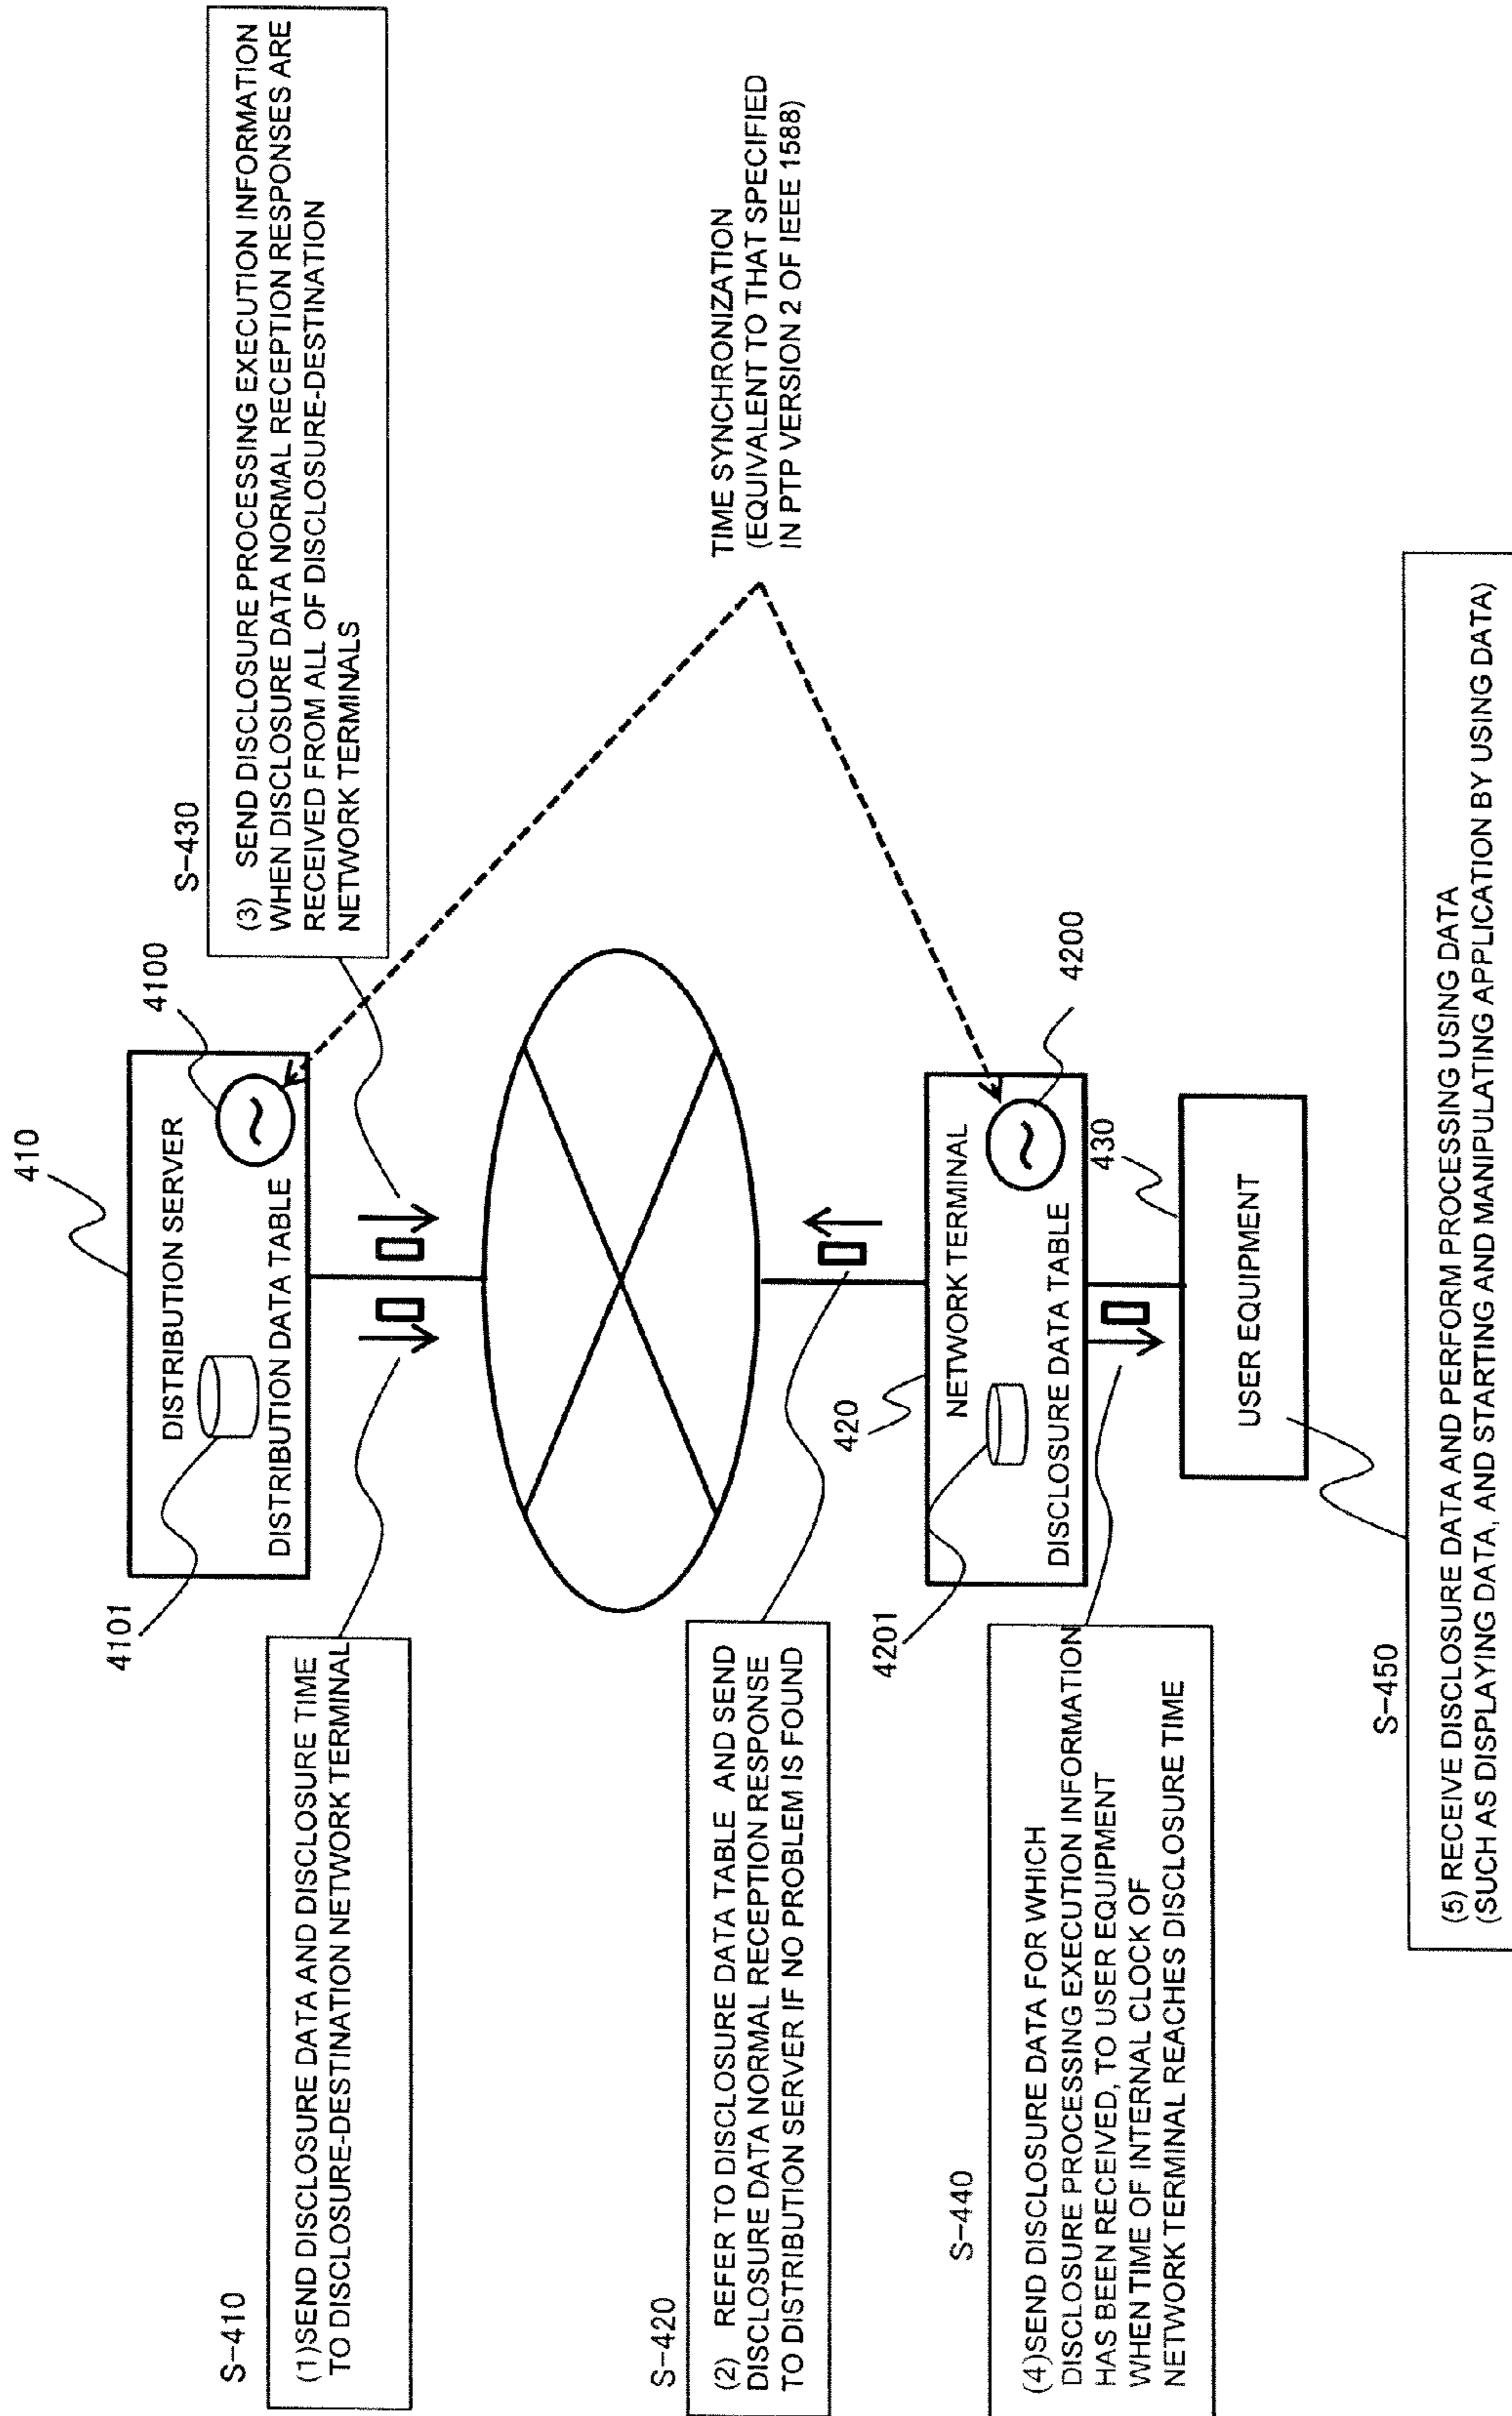 S-410
(1)SEND DISCLOSURE DATA AND DISCLOSURE TIME
TO DISCLOSURE-DESTINATION NETWORK TERMINAL
S-420
(2) REFER TO DISCLOSURE DATA TABLE AND SEND
DISCLOSURE DATA NORMAL RECEPTION RESPONSE
TO DISTRIBUTION SERVER IF NO PROBLEM IS FOUND
S-440
(4)SEND DISCLOSURE DATA FOR WHICH
DISCLOSURE PROCESSING EXECUTION INFORMATION
HAS BEEN RECEIVED, TO USER EQUIPMENT
WHEN TIME OF INTERNAL CLOCK OF
NETWORK TERMINAL REACHES DISCLOSURE TIME
410
4101
DISTRIBUTION SERVER
DISTRIBUTION DATA TABLE
4100
420
4201
NETWORK TERMINAL
DISCLOSURE DATA TABLE
4200
430
USER EQUIPMENT
S-430
(3) SEND DISCLOSURE PROCESSING EXECUTION INFORMATION
WHEN DISCLOSURE DATA NORMAL RECEPTION RESPONSES ARE
RECEIVED FROM ALL OF DISCLOSURE-DESTINATION
NETWORK TERMINALS
TIME SYNCHRONIZATION
(EQUIVALENT TO THAT SPECIFIED
IN PTP VERSION 2 OF IEEE 1588)
S-450
(5) RECEIVE DISCLOSURE DATA AND PERFORM PROCESSING USING DATA
(SUCH AS DISPLAYING DATA, AND STARTING AND MANIPULATING APPLICATION BY USING DATA)